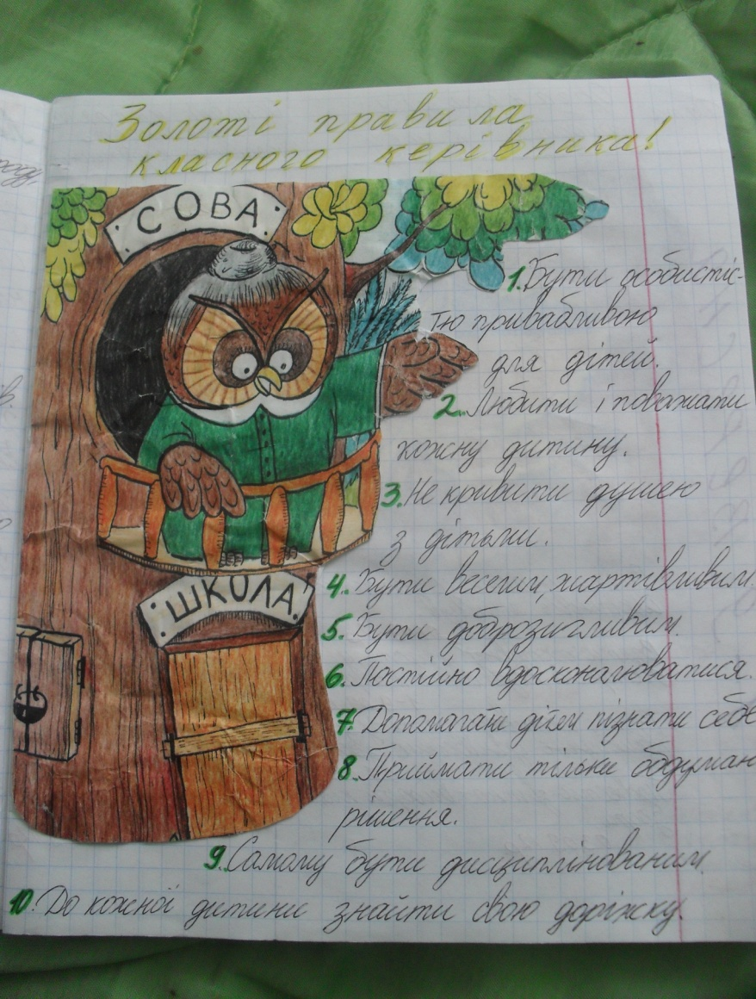 Золоті правила
класного керівника!
СОВА
1. Бути особистіс-
тю привабливою
для дітей.
2. Любити і поважати
кожну дитину.
3. Не кривити душею
з дітьми.
4. Бути веселим, жартівливим.
5. Бути доброзичливим.
ШКОЛА
6. Постійно вдосконалюватися.
7. Допомагати дітям пізнати себе
8. Приймати тільки обдуман
рішення.
9. Самому бути дисциплінованим.
10. До кожної дитини знайти свою доріжку.